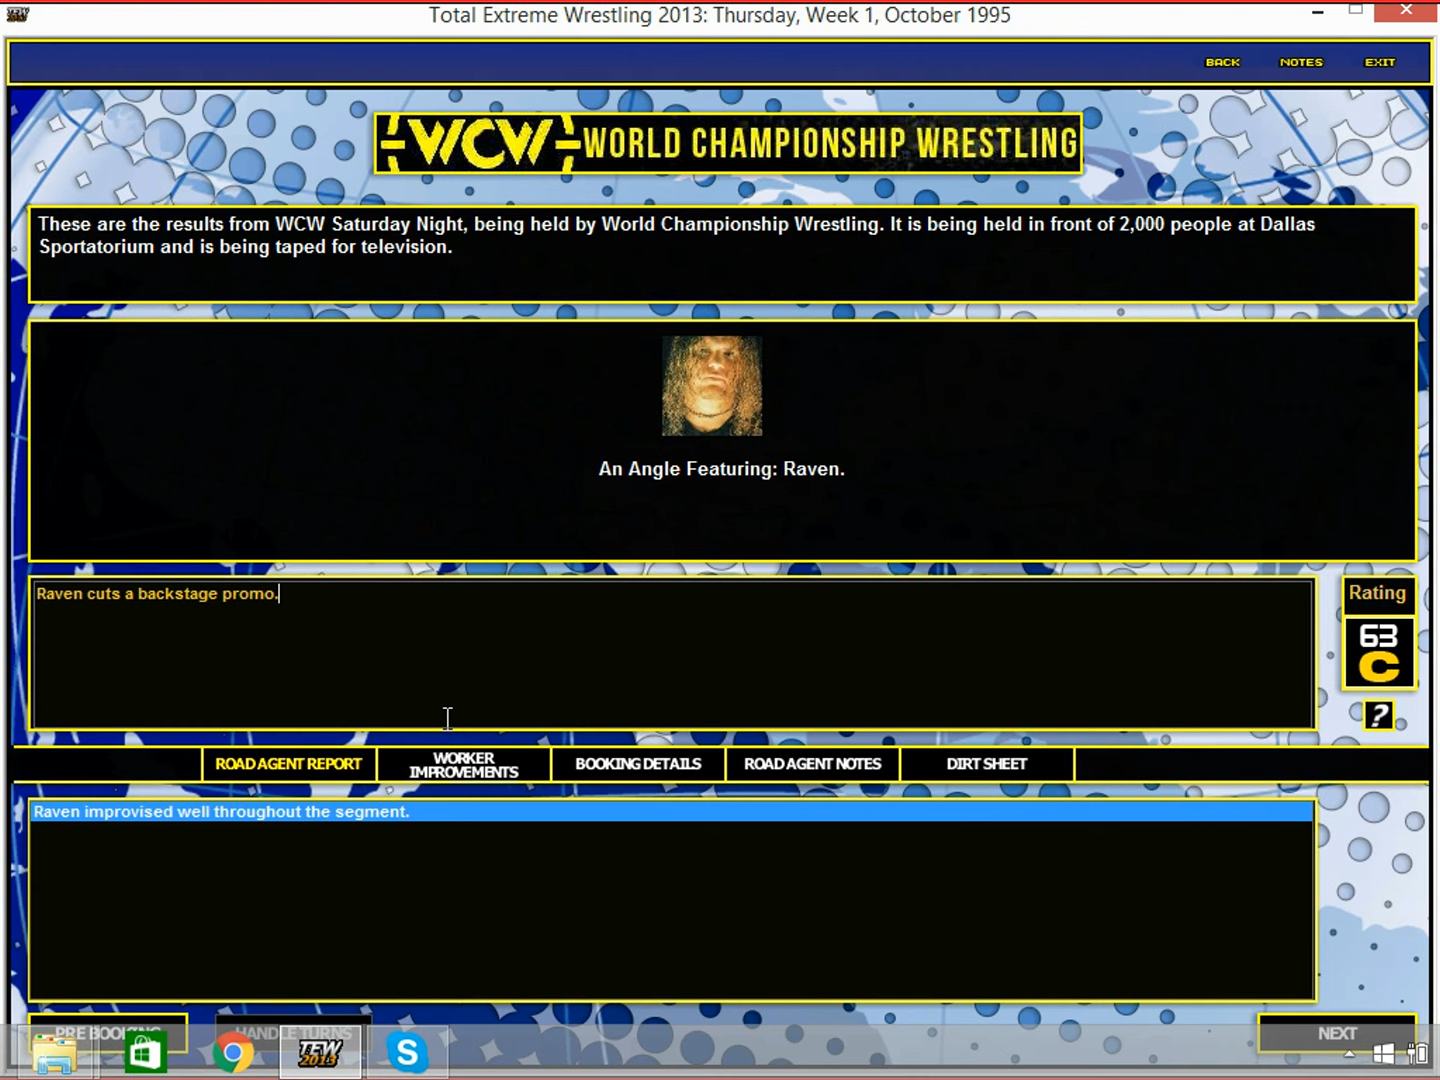 Total Extreme Wrestling 2013: Thursday, Week 1, October 1995
BACK NOTES EXIT
WCW WORLD CHAMPIONSHIP WRESTLING
These are the results from WCW Saturday Night, being held by World Championship Wrestling. It is being held in front of 2,000 people at Dallas
Sportatorium and is being taped for television.
An Angle Featuring: Raven.
Raven cuts a backstage promo.
Rating
63
C
?
ROAD AGENT REPORT
WORKER
IMPROVEMENTS
BOOKING DETAILS
ROAD AGENT NOTES
DIRT SHEET
Raven improvised well throughout the segment.
PRE BOOKING
HANDLE TURNS
NEXT
TEW
2013
S